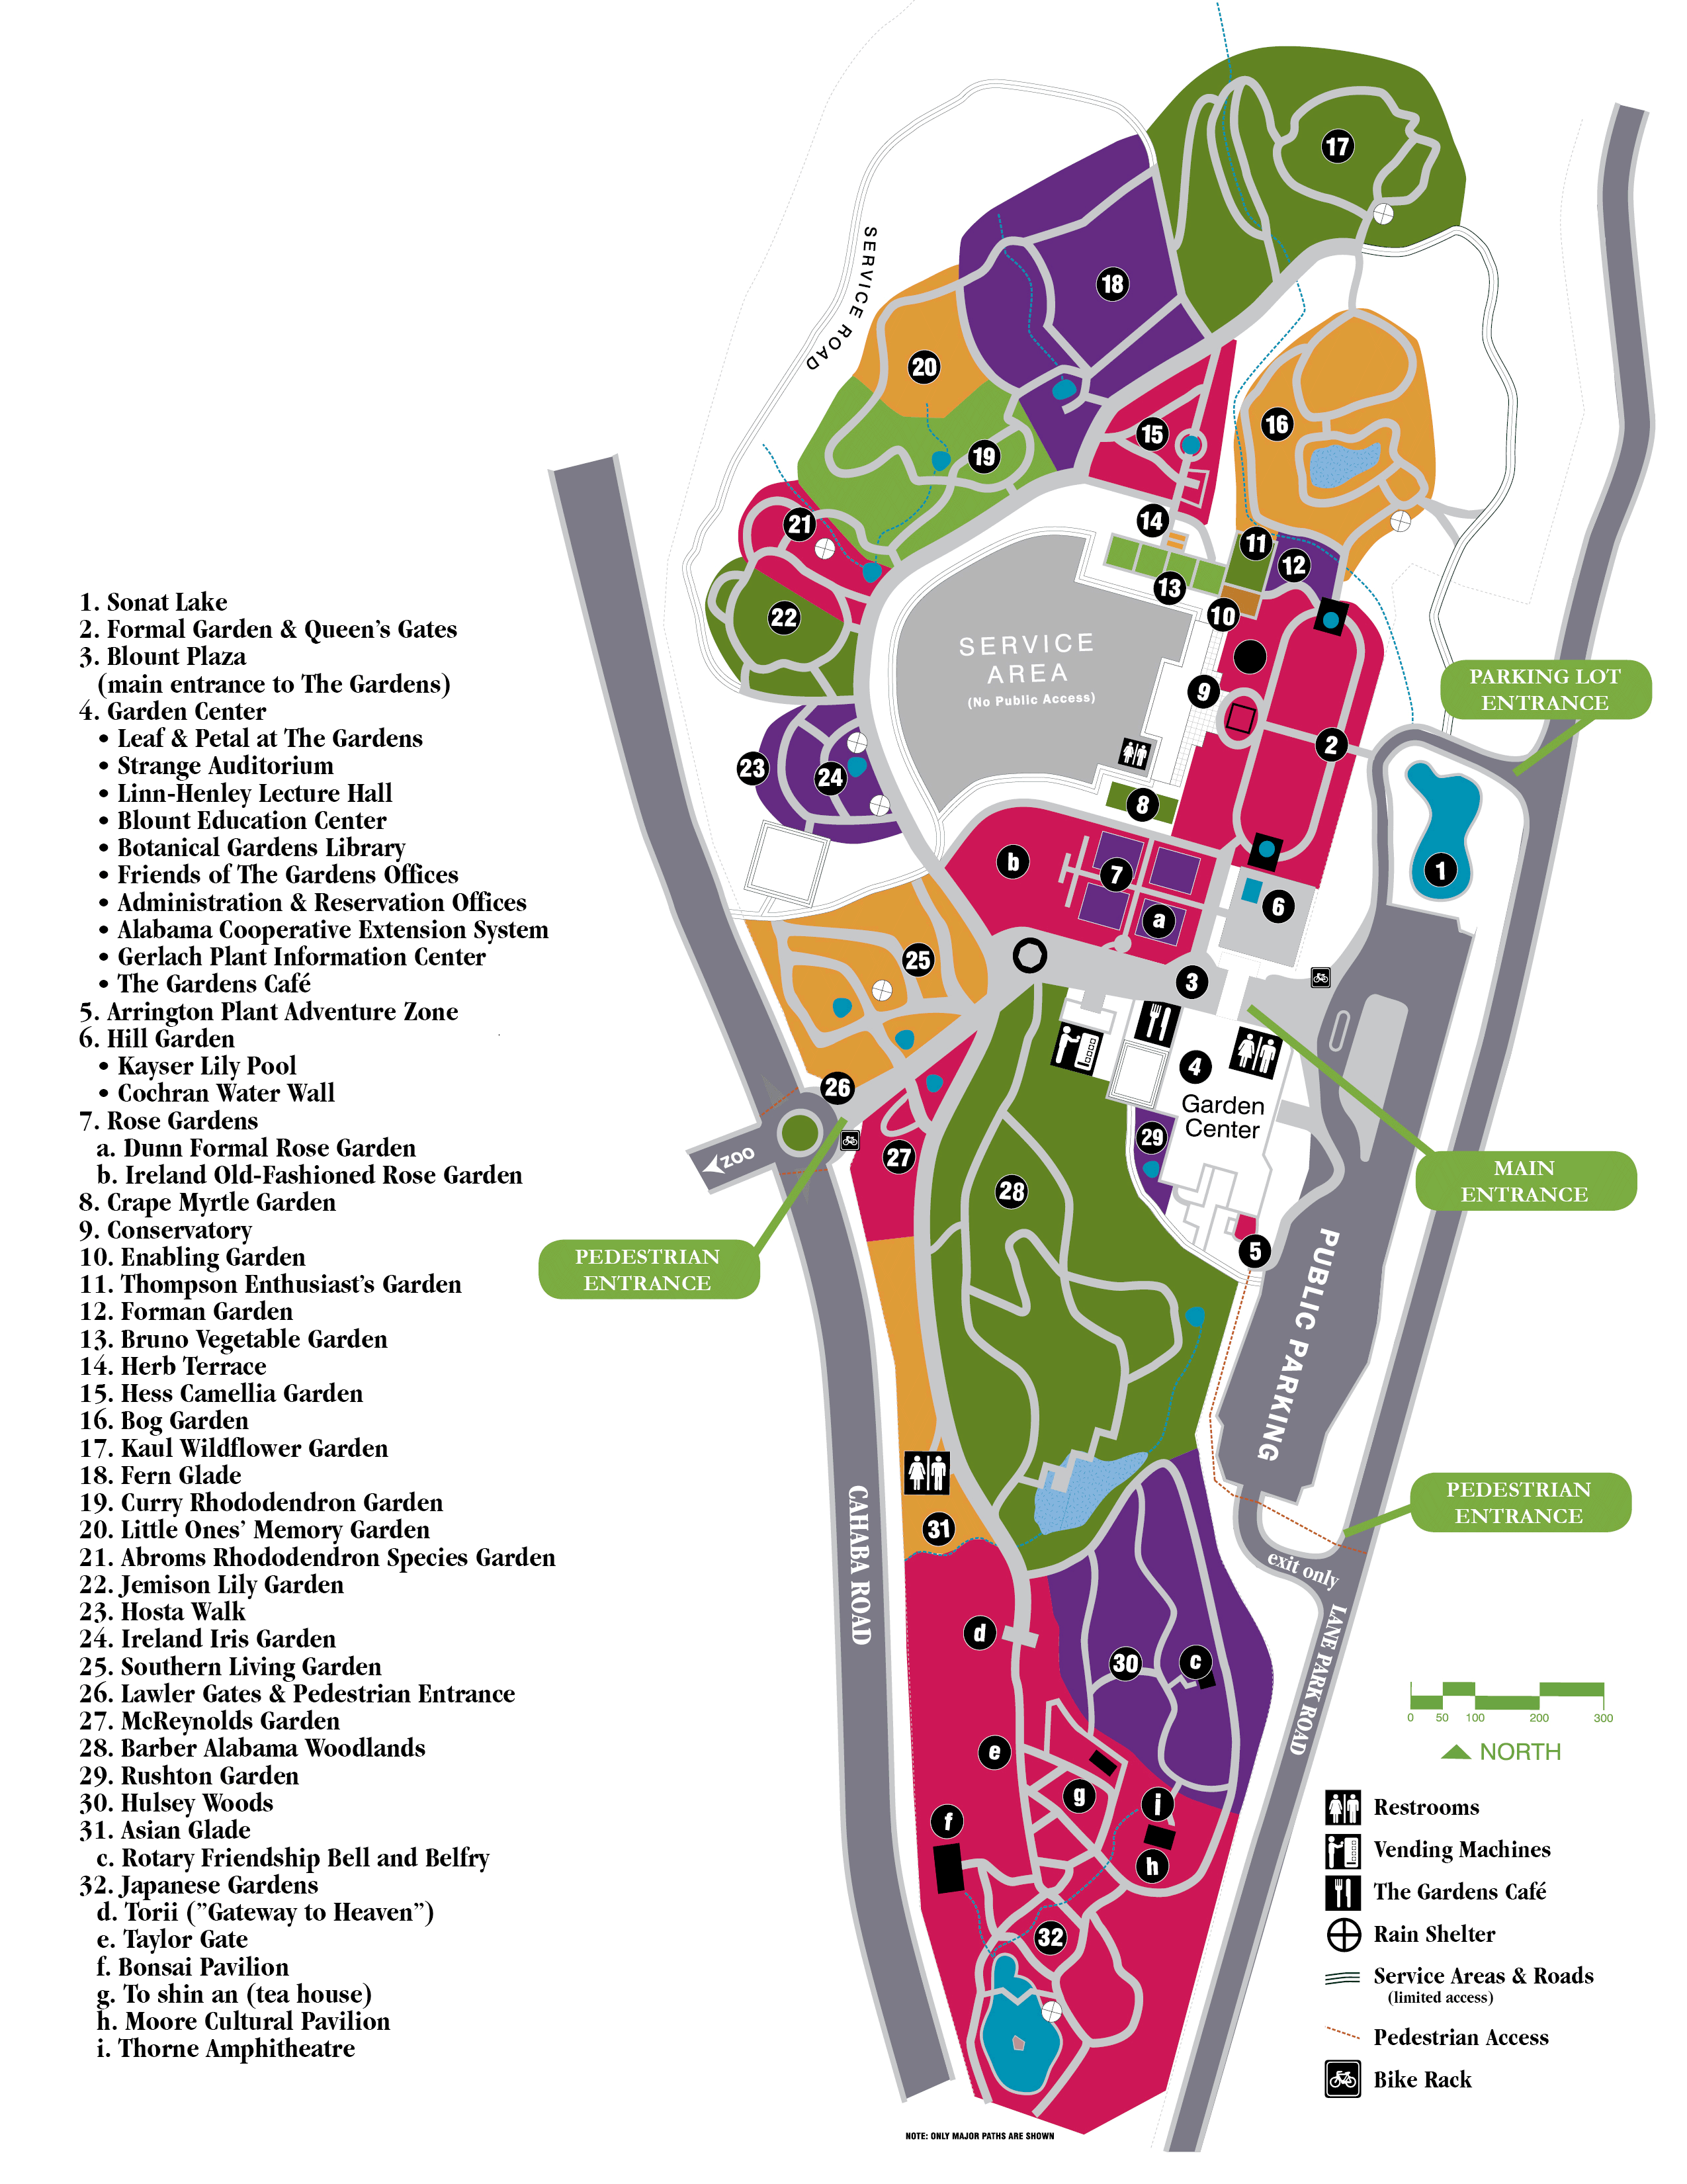 1. Sonat Lake
2. Formal Garden & Queen's Gates
3. Blount Plaza
(main entrance to The Gardens)
4. Garden Center
• Leaf & Petal at The Gardens
• Strange Auditorium
• Linn-Henley Lecture Hall
• Blount Education Center
• Botanical Gardens Library
• Friends of The Gardens Offices
• Administration & Reservation Offices
• Alabama Cooperative Extension System
• Gerlach Plant Information Center
• The Gardens Café
5. Arrington Plant Adventure Zone
6. Hill Garden
• Kayser Lily Pool
• Cochran Water Wall
7. Rose Gardens
a. Dunn Formal Rose Garden
b. Ireland Old-Fashioned Rose Garden
8. Crape Myrtle Garden
9. Conservatory
10. Enabling Garden
11. Thompson Enthusiast's Garden
12. Forman Garden
13. Bruno Vegetable Garden
14. Herb Terrace
15. Hess Camellia Garden
16. Bog Garden
17. Kaul Wildflower Garden
18. Fern Glade
19. Curry Rhododendron Garden
20. Little Ones' Memory Garden
21. Abroms Rhododendron Species Garden
22. Jemison Lily Garden
23. Hosta Walk
24. Ireland Iris Garden
25. Southern Living Garden
26. Lawler Gates & Pedestrian Entrance
27. McReynolds Garden
28. Barber Alabama Woodlands
29. Rushton Garden
30. Hulsey Woods
31. Asian Glade
c. Rotary Friendship Bell and Belfry
32. Japanese Gardens
d. Torii ("Gateway to Heaven")
e. Taylor Gate
f. Bonsai Pavilion
g. To shin an (tea house)
h. Moore Cultural Pavilion
i. Thorne Amphitheatre
17
SERVICE ROAD
18
20
16
15
19
14
21
11
12
13
10
22
SERVICE
AREA
(No Public Access)
9
PARKING LOT
ENTRANCE
2
23
24
8
b
7
1
a
6
25
3
4
Garden
Center
26
29
ZOO
27
28
MAIN
ENTRANCE
5
PEDESTRIAN
ENTRANCE
PUBLIC PARKING
31
CAHABA ROAD
PEDESTRIAN
ENTRANCE
exit only
LANE PARK ROAD
d
30
c
e
g
i
f
h
32
0 50 100 200 300
NORTH
Restrooms
Vending Machines
The Gardens Café
Rain Shelter
Service Areas & Roads
(limited access)
Pedestrian Access
Bike Rack
NOTE: ONLY MAJOR PATHS ARE SHOWN